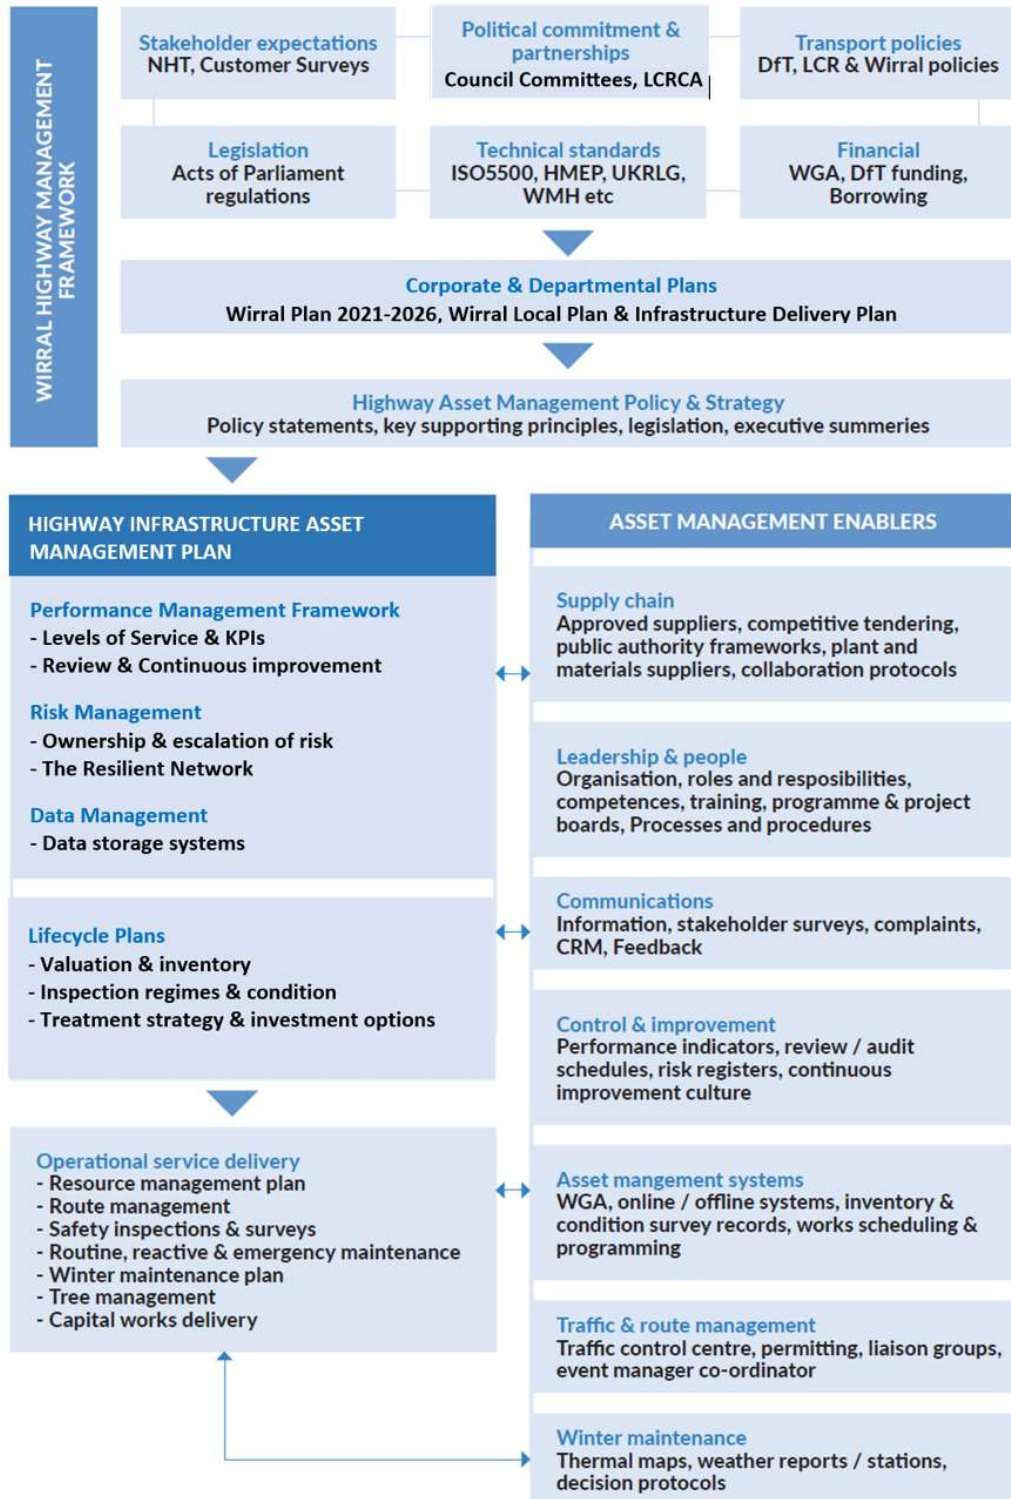 WIRRAL HIGHWAY MANAGEMENT
FRAMEWORK
Stakeholder expectations
NHT, Customer Surveys
Political commitment &
partnerships
Council Committees, LCRCA
Transport policies
DfT, LCR & Wirral policies
Legislation
Acts of Parliament
regulations
Technical standards
ISO5500, HMEP, UKRLG,
WMH etc
Financial
WGA, DfT funding,
Borrowing
Corporate & Departmental Plans
Wirral Plan 2021-2026, Wirral Local Plan & Infrastructure Delivery Plan
Highway Asset Management Policy & Strategy
Policy statements, key supporting principles, legislation, executive summeries
HIGHWAY INFRASTRUCTURE ASSET
MANAGEMENT PLAN
Performance Management Framework
- Levels of Service & KPIs
- Review & Continuous improvement
Risk Management
- Ownership & escalation of risk
- The Resilient Network
Data Management
- Data storage systems
Lifecycle Plans
- Valuation & inventory
- Inspection regimes & condition
- Treatment strategy & investment options
Operational service delivery
- Resource management plan
- Route management
- Safety inspections & surveys
- Routine, reactive & emergency maintenance
- Winter maintenance plan
- Tree management
- Capital works delivery
ASSET MANAGEMENT ENABLERS
Supply chain
Approved suppliers, competitive tendering,
public authority frameworks, plant and
materials suppliers, collaboration protocols
Leadership & people
Organisation, roles and resposibilities,
competences, training, programme & project
boards, Processes and procedures
Communications
Information, stakeholder surveys, complaints,
CRM, Feedback
Control & improvement
Performance indicators, review / audit
schedules, risk registers, continuous
improvement culture
Asset mangement systems
WGA, online / offline systems, inventory &
condition survey records, works scheduling &
programming
Traffic & route management
Traffic control centre, permitting, liaison groups,
event manager co-ordinator
Winter maintenance
Thermal maps, weather reports / stations,
decision protocols